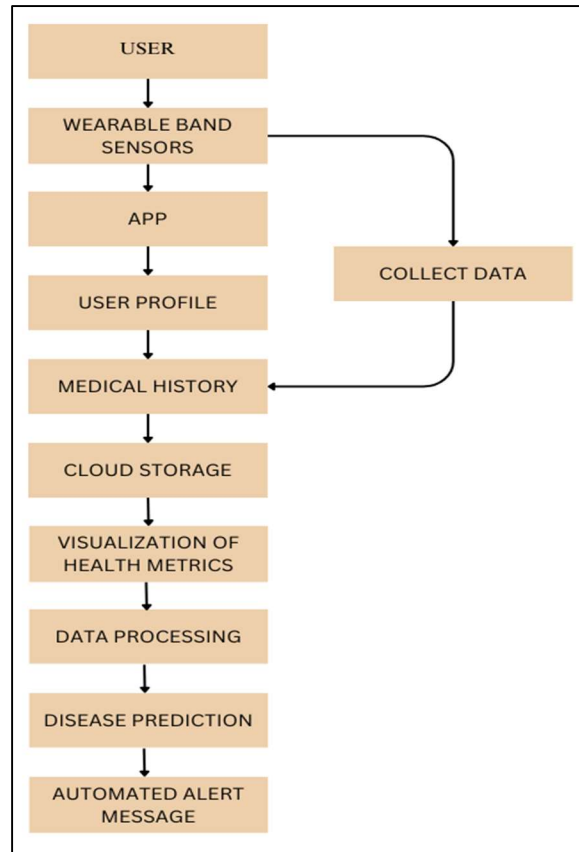 USER
WEARABLE BAND
SENSORS
APP
COLLECT DATA
USER PROFILE
MEDICAL HISTORY
CLOUD STORAGE
VISUALIZATION OF
HEALTH METRICS
DATA PROCESSING
DISEASE PREDICTION
AUTOMATED ALERT
MESSAGE